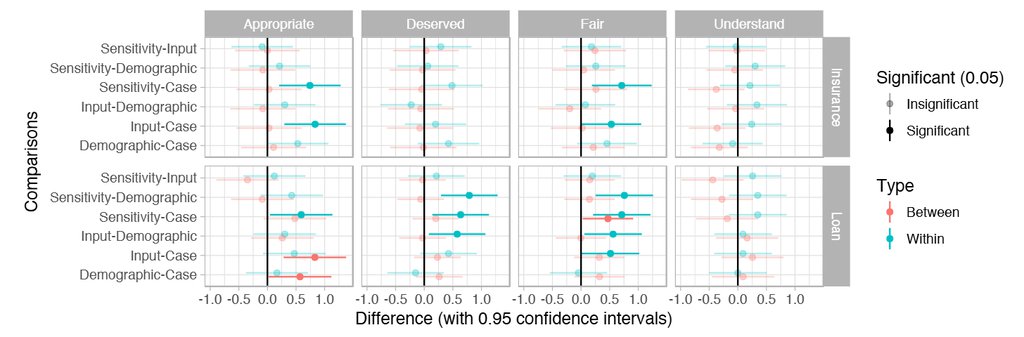 Appropriate Deserved Fair Understand
Sensitivity-Input
Sensitivity-Demographic
Sensitivity-Case
Input-Demographic
Input-Case
Demographic-Case
Insurance
Sensitivity-Input
Sensitivity-Demographic
Sensitivity-Case
Input-Demographic
Input-Case
Demographic-Case
Loan
Comparisons
-1.0 -0.5 0.0 0.5 1.0 -1.0 -0.5 0.0 0.5 1.0 -1.0 -0.5 0.0 0.5 1.0 -1.0 -0.5 0.0 0.5 1.0
Difference (with 0.95 confidence intervals)
Significant (0.05)
Insignificant
Significant
Type
Between
Within